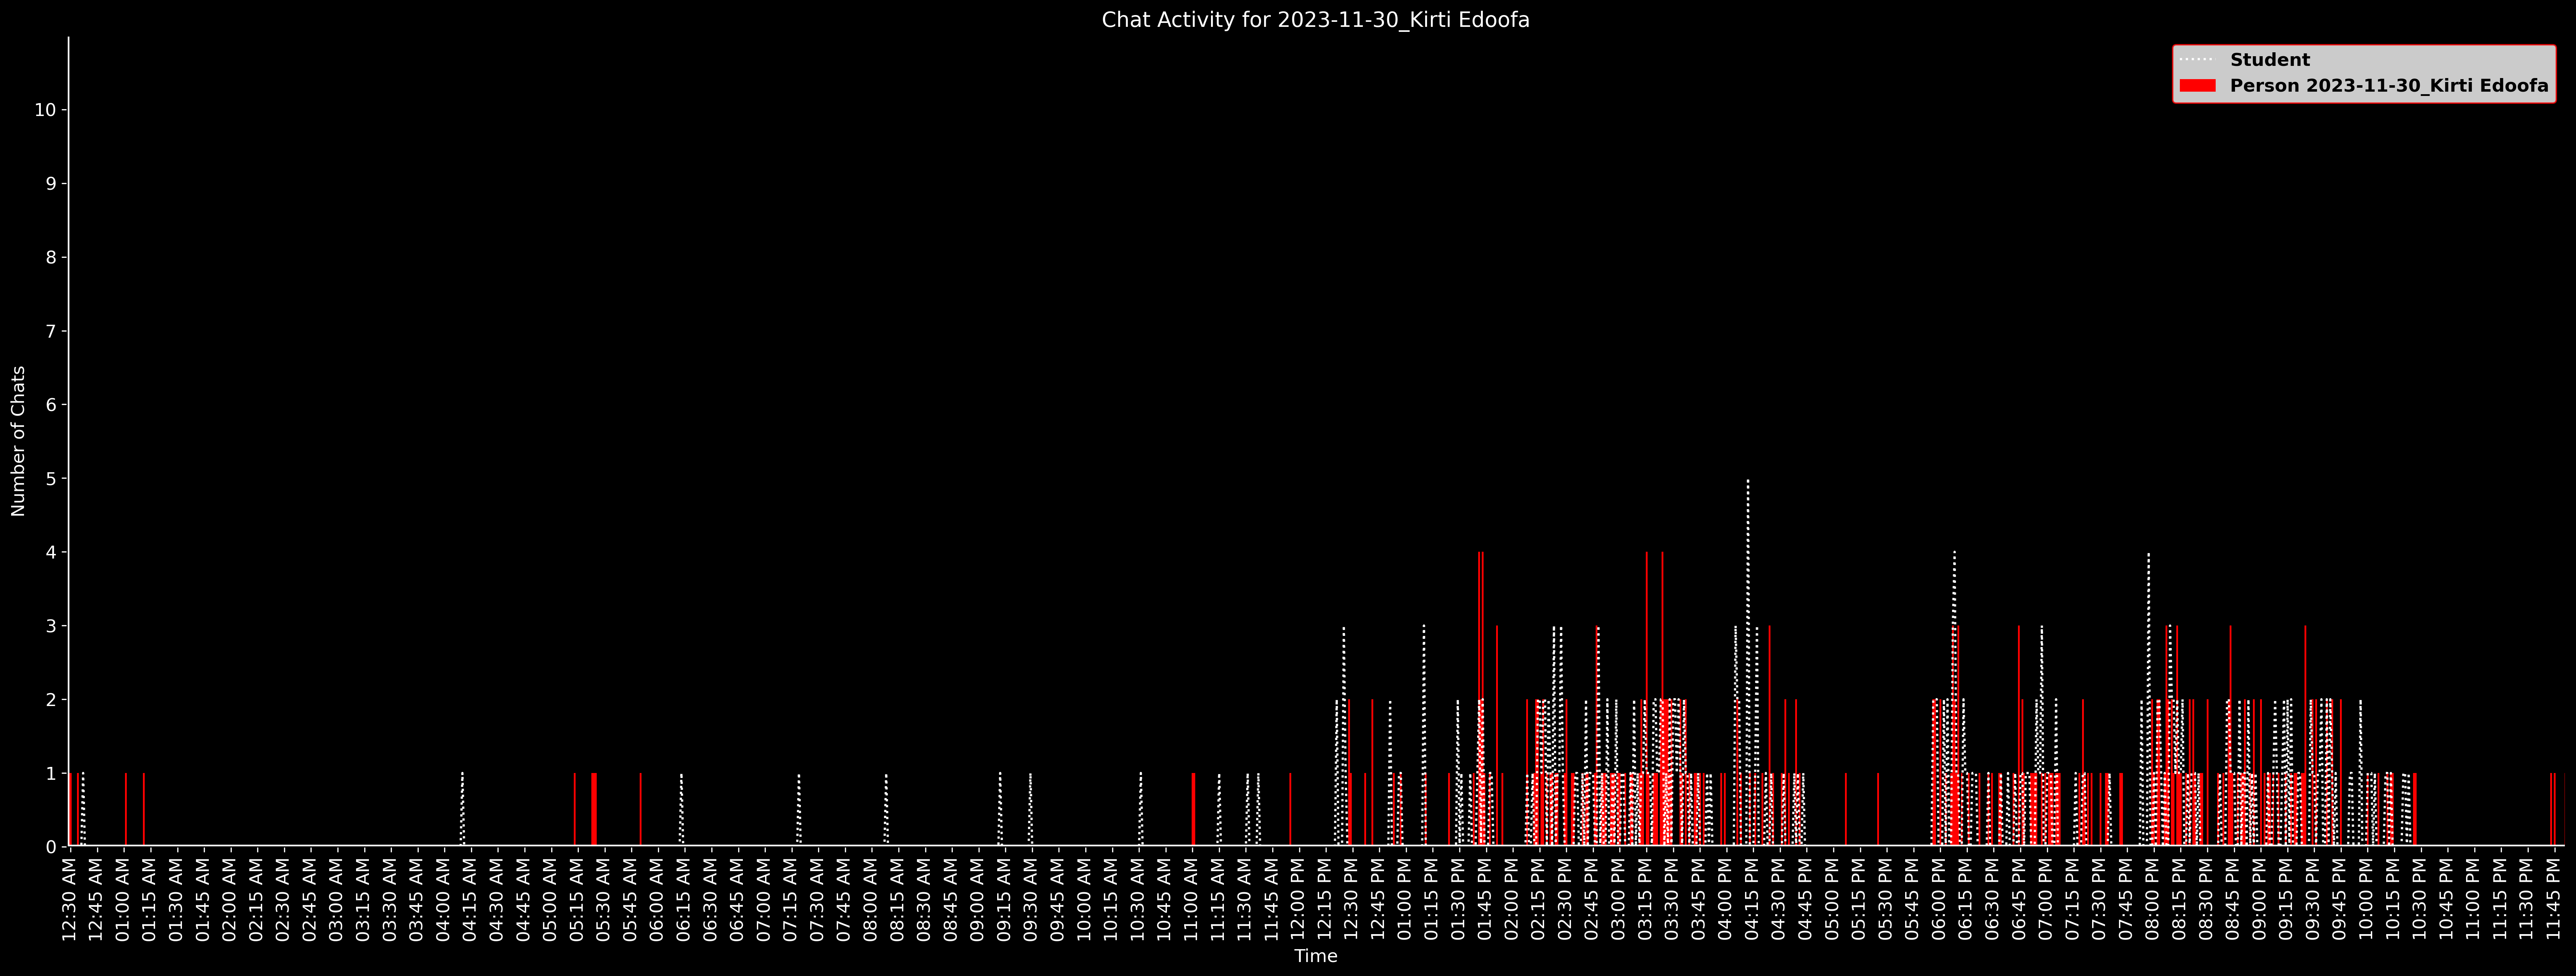 Chat Activity for 2023-11-30_Kirti Edoofa
Student
Person 2023-11-30_Kirti Edoofa
Number of Chats
10
9
8
7
6
5
4
3
2
1
0
12:30 AM
12:45 AM
01:00 AM
01:15 AM
01:30 AM
01:45 AM
02:00 AM
02:15 AM
02:30 AM
02:45 AM
03:00 AM
03:15 AM
03:30 AM
03:45 AM
04:00 AM
04:15 AM
04:30 AM
04:45 AM
05:00 AM
05:15 AM
05:30 AM
05:45 AM
06:00 AM
06:15 AM
06:30 AM
06:45 AM
07:00 AM
07:15 AM
07:30 AM
07:45 AM
08:00 AM
08:15 AM
08:30 AM
08:45 AM
09:00 AM
09:15 AM
09:30 AM
09:45 AM
10:00 AM
10:15 AM
10:30 AM
10:45 AM
11:00 AM
11:15 AM
11:30 AM
11:45 AM
12:00 PM
12:15 PM
12:30 PM
12:45 PM
01:00 PM
01:15 PM
01:30 PM
01:45 PM
02:00 PM
02:15 PM
02:30 PM
02:45 PM
03:00 PM
03:15 PM
03:30 PM
03:45 PM
04:00 PM
04:15 PM
04:30 PM
04:45 PM
05:00 PM
05:15 PM
05:30 PM
05:45 PM
06:00 PM
06:15 PM
06:30 PM
06:45 PM
07:00 PM
07:15 PM
07:30 PM
07:45 PM
08:00 PM
08:15 PM
08:30 PM
08:45 PM
09:00 PM
09:15 PM
09:30 PM
09:45 PM
10:00 PM
10:15 PM
10:30 PM
10:45 PM
11:00 PM
11:15 PM
11:30 PM
11:45 PM
Time